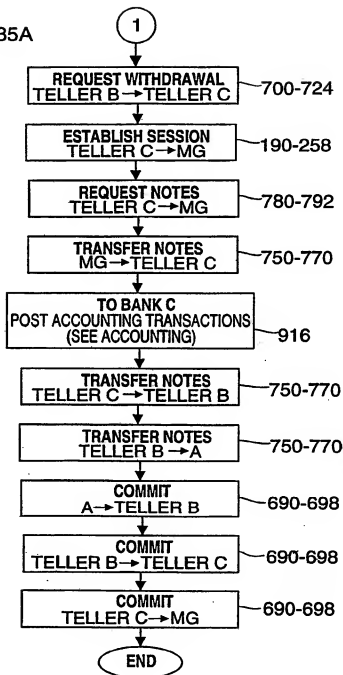 35A
1
REQUEST WITHDRAWAL
TELLER B→TELLER C
700-724
ESTABLISH SESSION
TELLER C→MG
190-258
REQUEST NOTES
TELLER C→MG
780-792
TRANSFER NOTES
MG→TELLER C
750-770
TO BANK C
POST ACCOUNTING TRANSACTIONS
(SEE ACCOUNTING)
916
TRANSFER NOTES
TELLER C→TELLER B
750-770
TRANSFER NOTES
TELLER B→A
750-770
COMMIT
A→TELLER B
690-698
COMMIT
TELLER B→TELLER C
690-698
COMMIT
TELLER C→MG
690-698
END